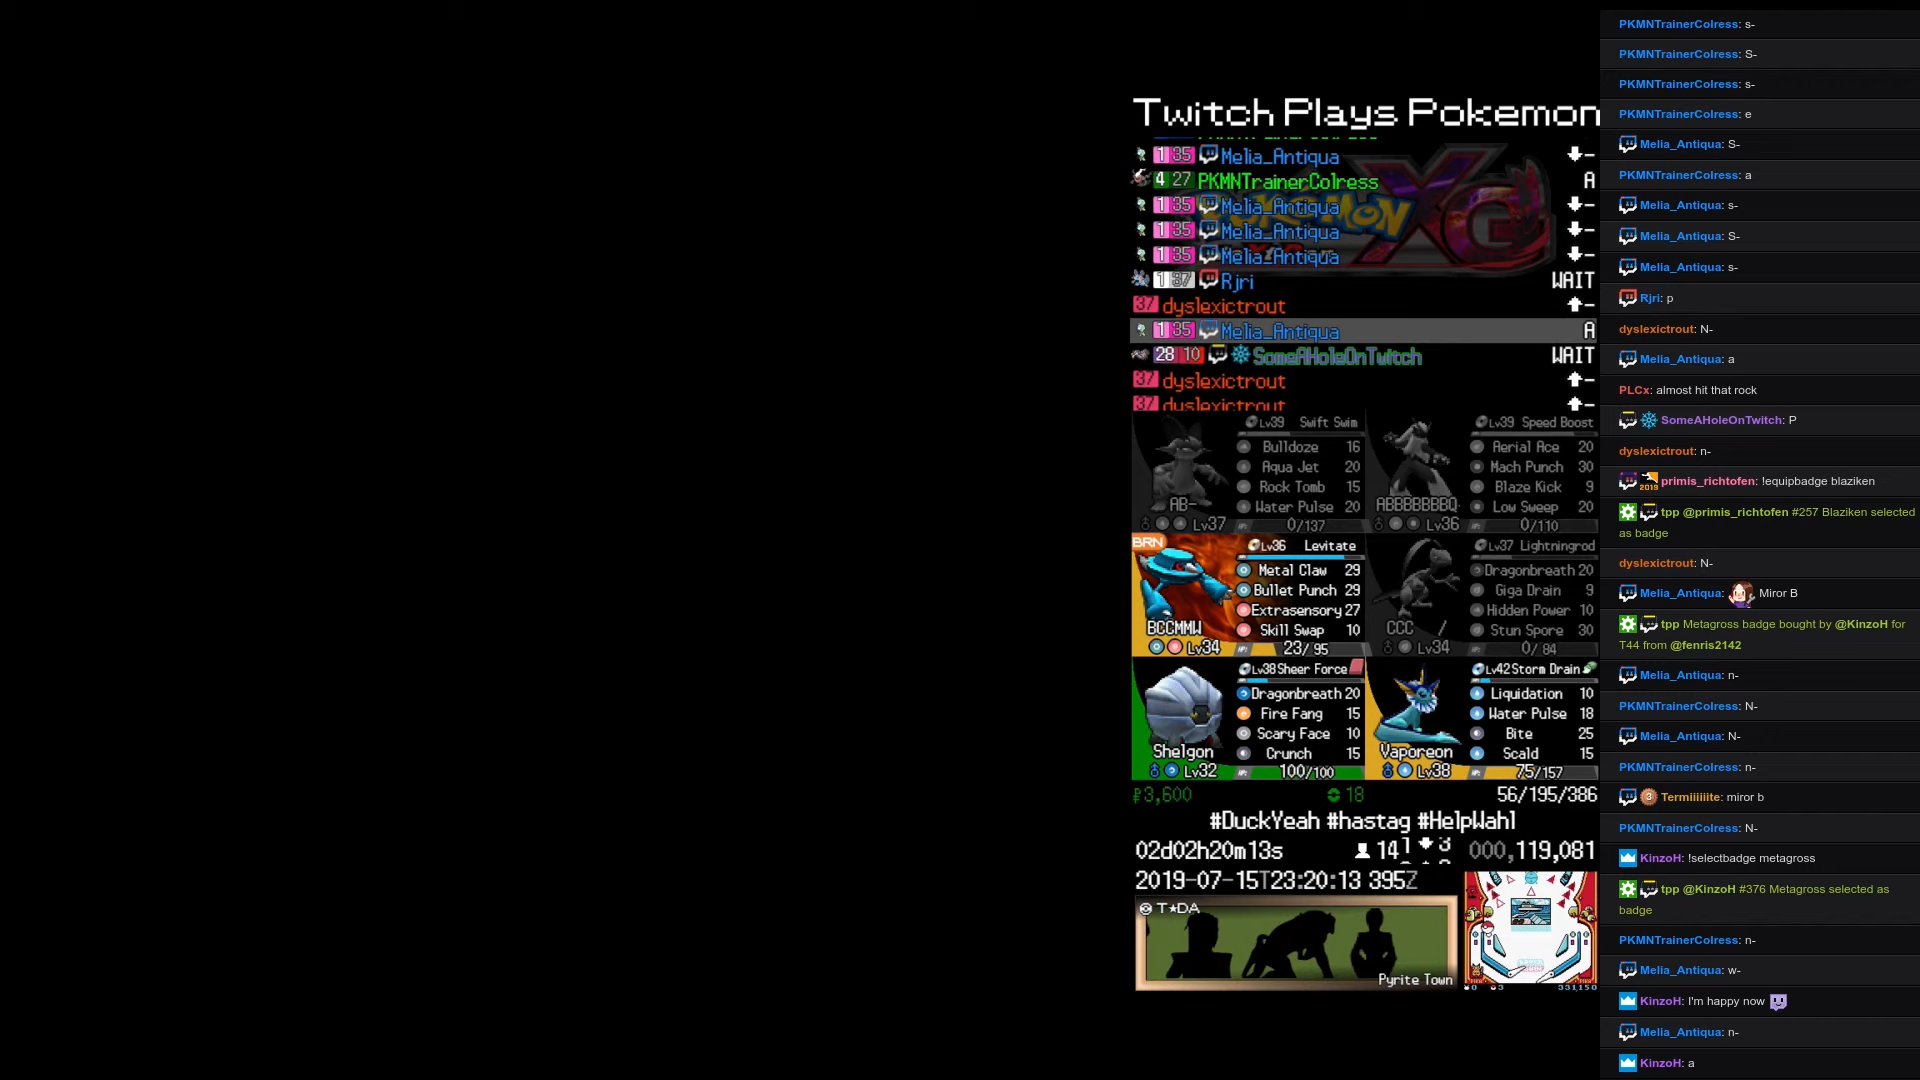 Twitch Plays Pokemon
1 35 Melia_Antiqua -
4 27 PKMNTrainerColress A
1 35 Melia_Antiqua -
1 35 Melia_Antiqua -
1 35 Melia_Antiqua -
1 37 Rjri WAIT
37 dyslexictrout -
1 35 Melia_Antiqua A
28 10 SomeAHoleOnTwitch WAIT
37 dyslexictrout -
37 dyslexictrout -
Lv39 Swift Swim
Bulldoze 16
Aqua Jet 20
Rock Tomb 15
Water Pulse 20
AB-
Lv37
0/137
Lv39 Speed Boost
Aerial Ace 20
Mach Punch 30
Blaze Kick 9
Low Sweep 20
ABBBBBBBQ
Lv36
0/110
BRN
Lv36 Levitate
Metal Claw 29
Bullet Punch 29
Extrasensory 27
Skill Swap 10
BCCMMW
Lv34
23/95
Lv37 Lightningrod
Dragonbreath 20
Giga Drain 9
Hidden Power 10
Stun Spore 30
CCC /
Lv34
0/84
Lv38 Sheer Force
Dragonbreath 20
Fire Fang 15
Scary Face 10
Crunch 15
Shelgon
Lv32
100/100
Lv42 Storm Drain
Liquidation 10
Water Pulse 18
Bite 25
Scald 15
Vaporeon
Lv38
75/157
₽3,600 18 56/195/386
#DuckYeah #hastag #HelpWahl
02d02h20m13s 141 3 000,119,081
2019-07-15T23:20:13 395Z
T★DA
Pyrite Town
331,150
PKMNTrainerColress: s-
PKMNTrainerColress: S-
PKMNTrainerColress: s-
PKMNTrainerColress: e
Melia_Antiqua: S-
PKMNTrainerColress: a
Melia_Antiqua: s-
Melia_Antiqua: S-
Melia_Antiqua: s-
Rjri: p
dyslexictrout: N-
Melia_Antiqua: a
PLCx: almost hit that rock
SomeAHoleOnTwitch: P
dyslexictrout: n-
primis_richtofen: !equipbadge blaziken
tpp @primis_richtofen #257 Blaziken selected
as badge
dyslexictrout: N-
Melia_Antiqua: Miror B
tpp Metagross badge bought by @KinzoH for
T44 from @fenris2142
Melia_Antiqua: n-
PKMNTrainerColress: N-
Melia_Antiqua: N-
PKMNTrainerColress: n-
Termiiiiiite: miror b
PKMNTrainerColress: N-
KinzoH: !selectbadge metagross
tpp @KinzoH #376 Metagross selected as
badge
PKMNTrainerColress: n-
Melia_Antiqua: w-
KinzoH: I'm happy now
Melia_Antiqua: n-
KinzoH: a